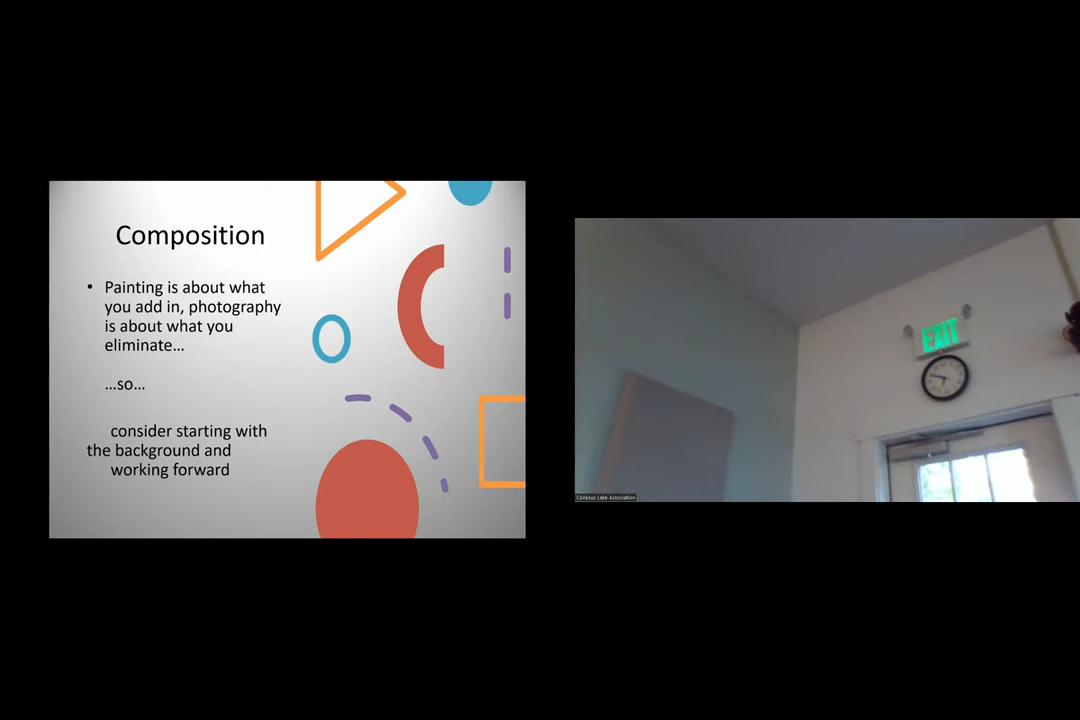 Composition
• Painting is about what
you add in, photography
is about what you
eliminate...
...so...
consider starting with
the background and
working forward
EXIT
Conesus Lake Association